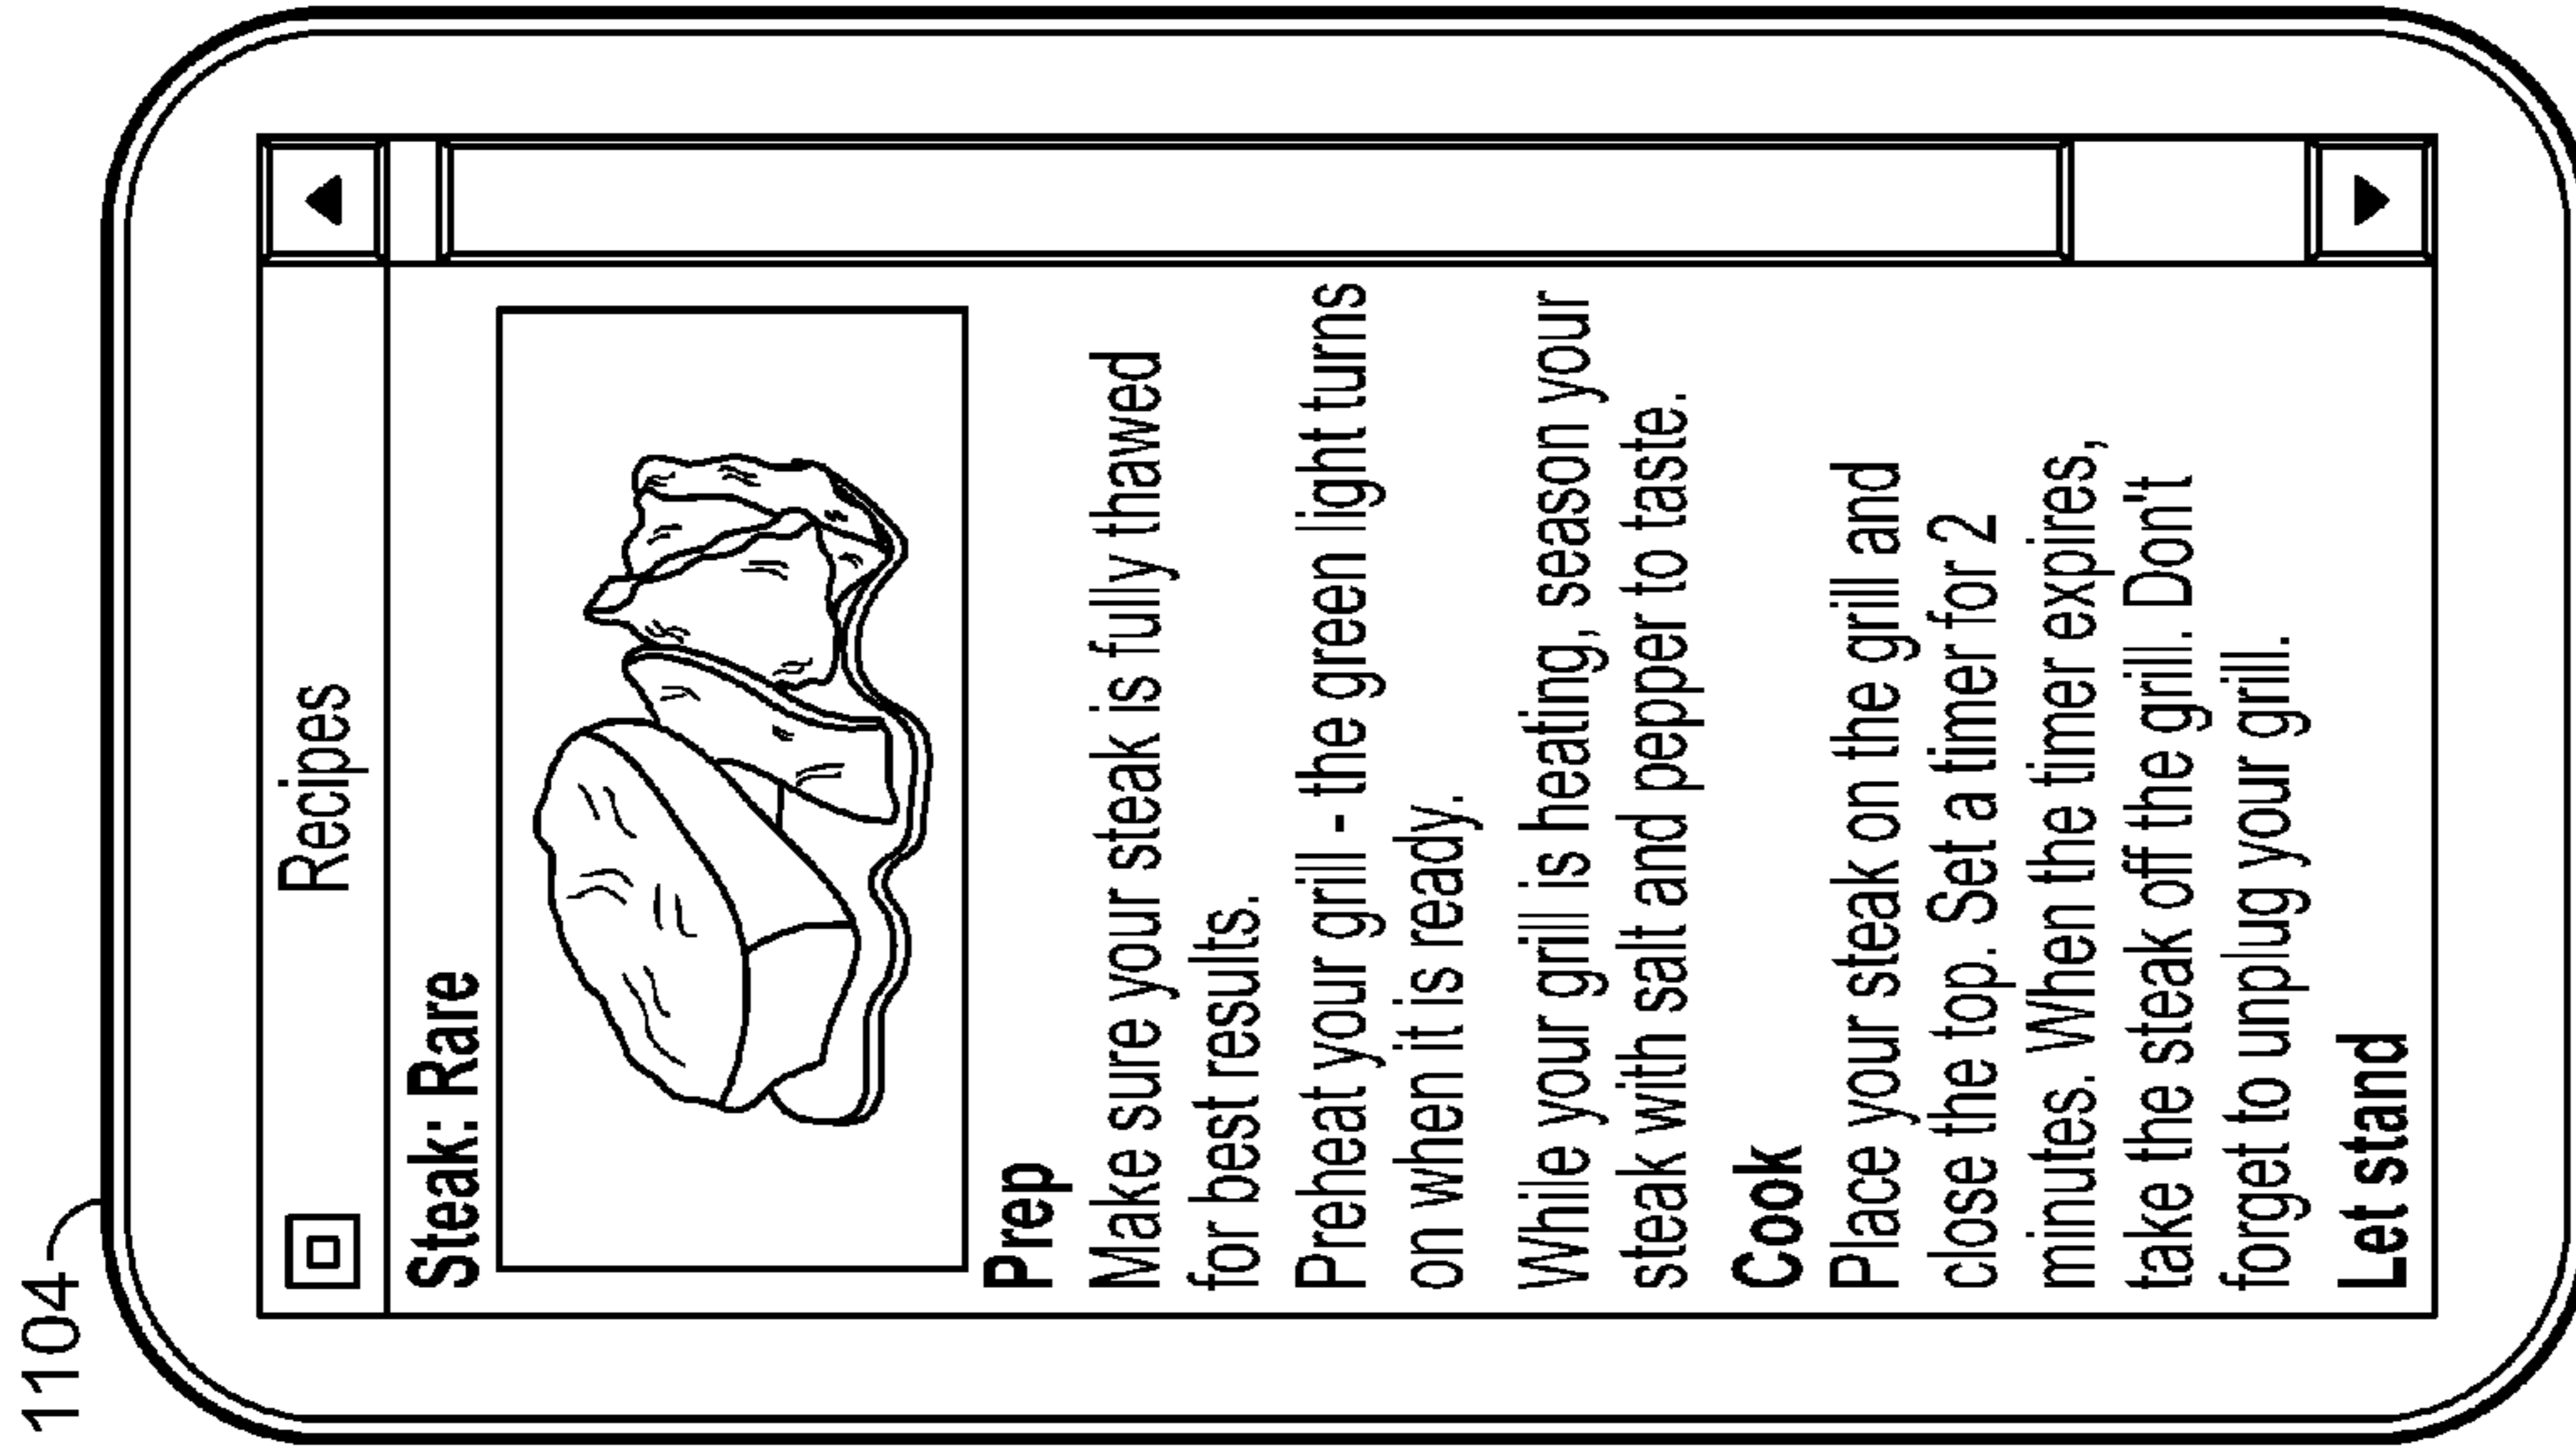 1104
Recipes
Steak: Rare
Prep
Make sure your steak is fully thawed
for best results.
Preheat your grill - the green light turns
on when it is ready.
While your grill is heating, season your
steak with salt and pepper to taste.
Cook
Place your steak on the grill and
close the top. Set a timer for 2
minutes. When the timer expires,
take the steak off the grill. Don't
forget to unplug your grill.
Let stand